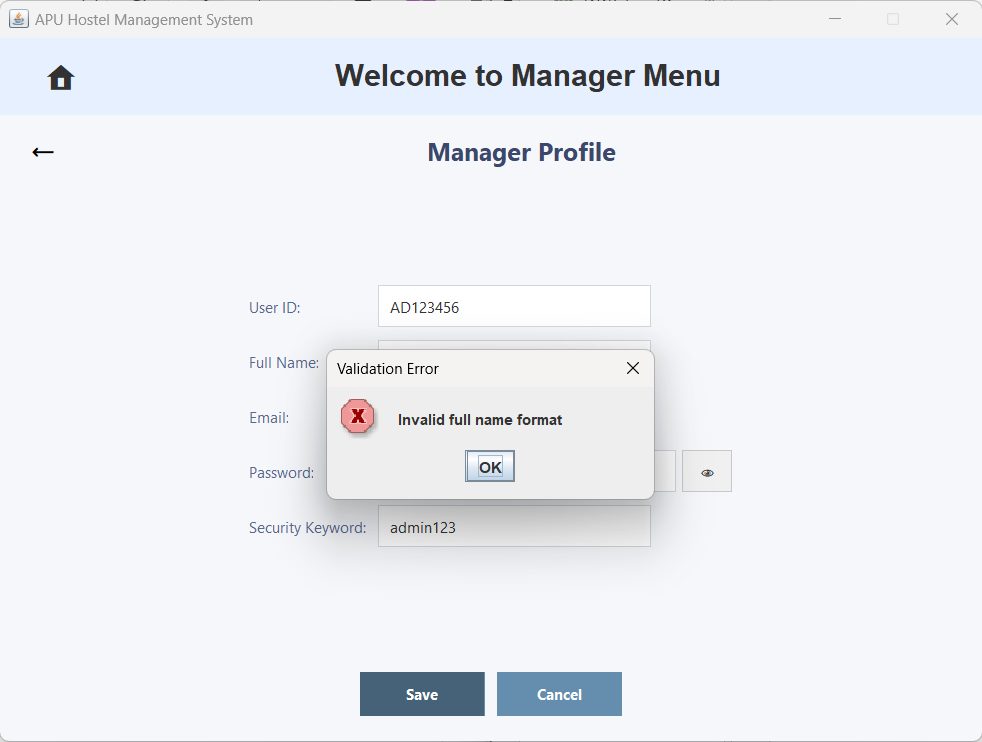 APU Hostel Management System
Welcome to Manager Menu
Manager Profile
User ID:
AD123456
Full Name:
Validation Error
Invalid full name format
OK
Email:
Password:
Security Keyword:
admin123
Save
Cancel